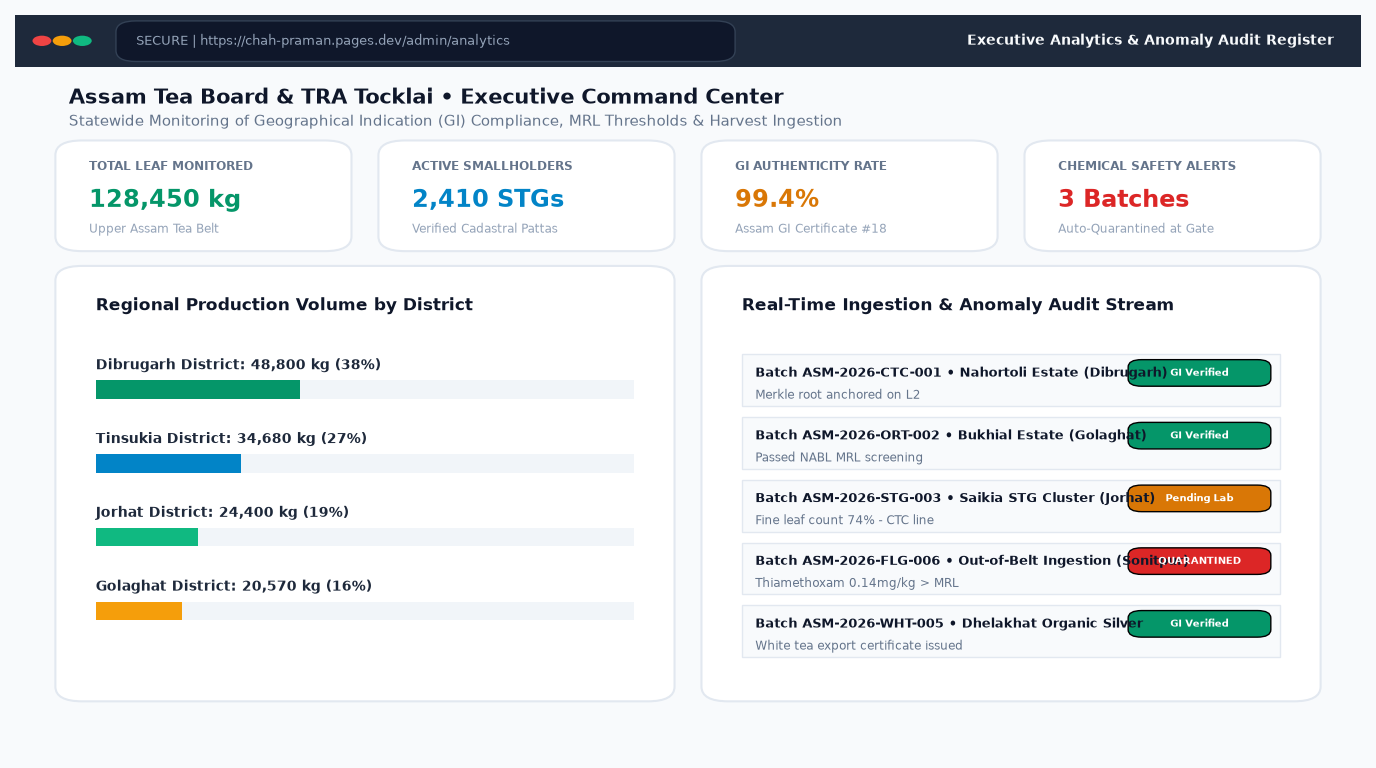 SECURE | https://chah-praman.pages.dev/admin/analytics
Executive Analytics & Anomaly Audit Register
Assam Tea Board & TRA Tocklai • Executive Command Center
Statewide Monitoring of Geographical Indication (GI) Compliance, MRL Thresholds & Harvest Ingestion
TOTAL LEAF MONITORED
128,450 kg
Upper Assam Tea Belt
ACTIVE SMALLHOLDERS
2,410 STGs
Verified Cadastral Pattas
GI AUTHENTICITY RATE
99.4%
Assam GI Certificate #18
CHEMICAL SAFETY ALERTS
3 Batches
Auto-Quarantined at Gate
Regional Production Volume by District
Dibrugarh District: 48,800 kg (38%)
Tinsukia District: 34,680 kg (27%)
Jorhat District: 24,400 kg (19%)
Golaghat District: 20,570 kg (16%)
Real-Time Ingestion & Anomaly Audit Stream
Batch ASM-2026-CTC-001 • Nahortoli Estate (Dibrugarh)
GI Verified
Merkle root anchored on L2
Batch ASM-2026-ORT-002 • Bukhial Estate (Golaghat)
GI Verified
Passed NABL MRL screening
Batch ASM-2026-STG-003 • Saikia STG Cluster (Jorhat)
Pending Lab
Fine leaf count 74% - CTC line
Batch ASM-2026-FLG-006 • Out-of-Belt Ingestion
QUARANTINED
Thiamethoxam 0.14mg/kg > MRL
Batch ASM-2026-WHT-005 • Dhelakhat Organic Silver
GI Verified
White tea export certificate issued